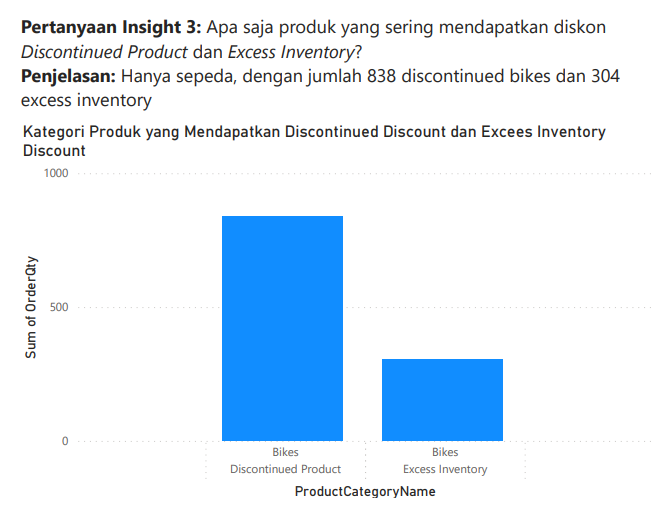 Pertanyaan Insight 3: Apa saja produk yang sering mendapatkan diskon
Discontinued Product dan Excess Inventory?
Penjelasan: Hanya sepeda, dengan jumlah 838 discontinued bikes dan 304
excess inventory
Kategori Produk yang Mendapatkan Discontinued Discount dan Excees Inventory
Discount
1000
500
0
Sum of OrderQty
Bikes
Discontinued Product
Bikes
Excess Inventory
ProductCategoryName